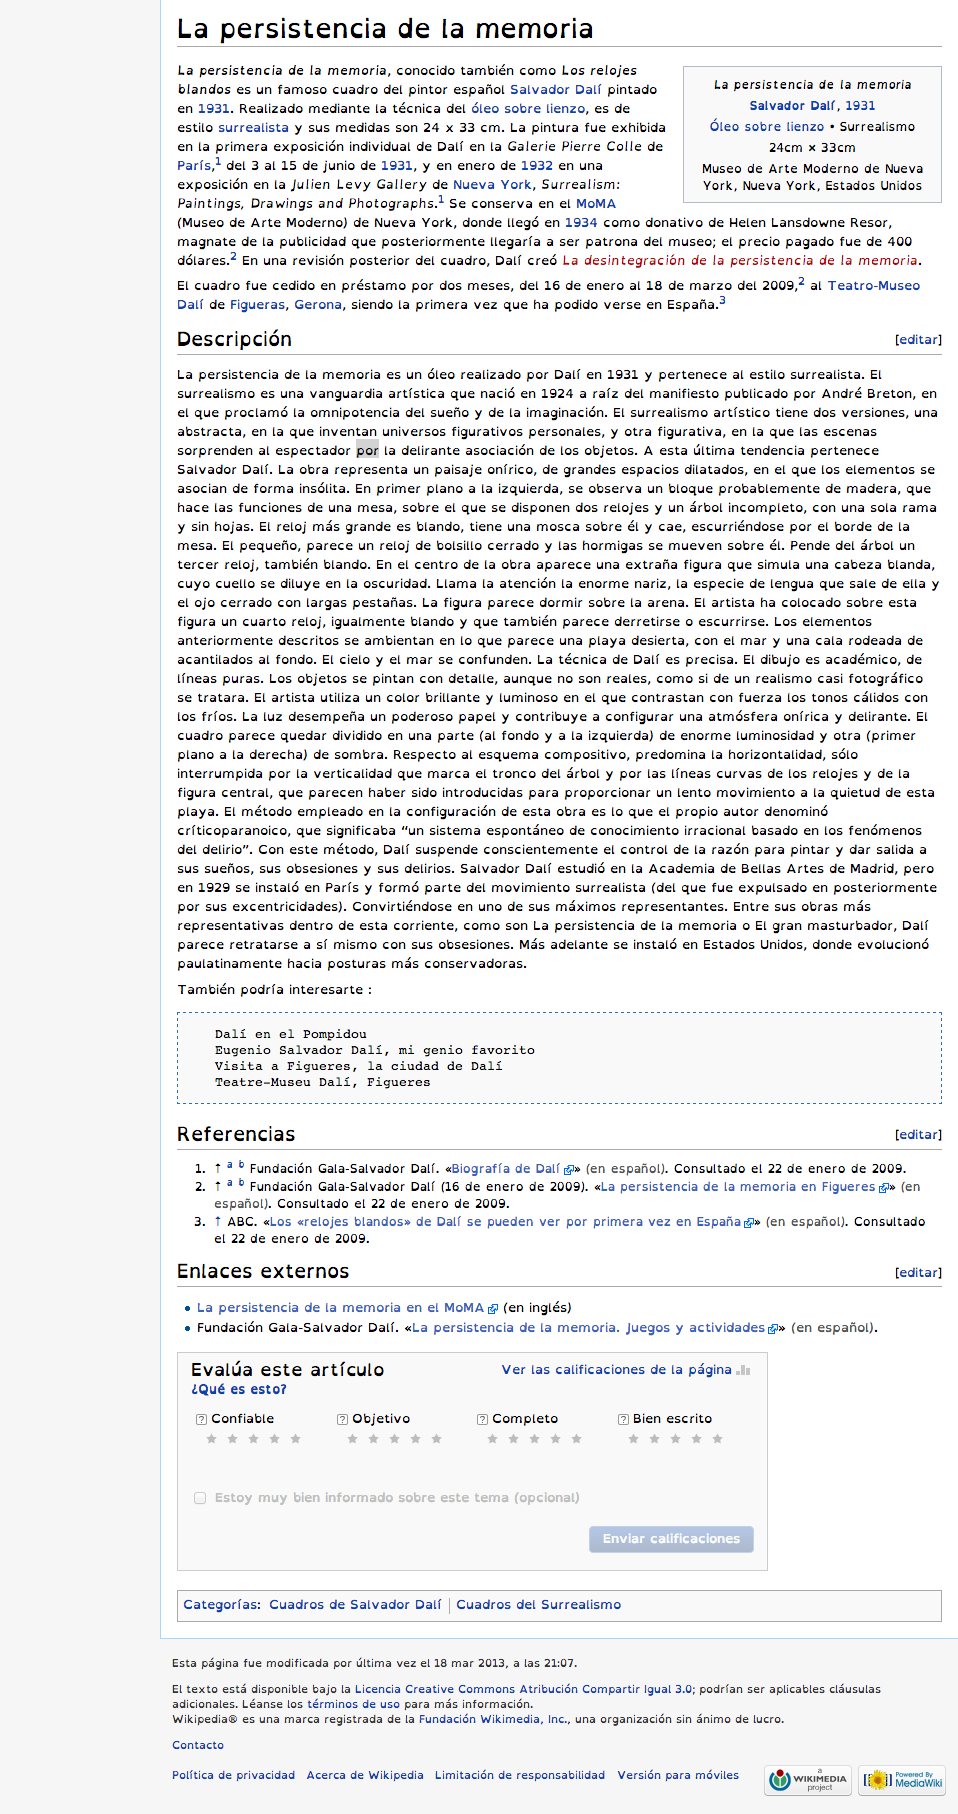 La persistencia de la memoria
La persistencia de la memoria, conocido también como Los relojes
blandos es un famoso cuadro del pintor español Salvador Dalí pintado
en 1931. Realizado mediante la técnica del óleo sobre lienzo, es de
estilo surrealista y sus medidas son 24 x 33 cm. La pintura fue exhibida
en la primera exposición individual de Dalí en la Galerie Pierre Colle de
París,1 del 3 al 15 de junio de 1931, y en enero de 1932 en una
exposición en la Julien Levy Gallery de Nueva York, Surrealism:
Paintings, Drawings and Photographs.1 Se conserva en el MoMA
(Museo de Arte Moderno) de Nueva York, donde llegó en 1934 como donativo de Helen Lansdowne Resor,
magnate de la publicidad que posteriormente llegaría a ser patrona del museo; el precio pagado fue de 400
dólares.2 En una revisión posterior del cuadro, Dalí creó La desintegración de la persistencia de la memoria.
La persistencia de la memoria
Salvador Dalí, 1931
Óleo sobre lienzo • Surrealismo
24cm × 33cm
Museo de Arte Moderno de Nueva
York, Nueva York, Estados Unidos
El cuadro fue cedido en préstamo por dos meses, del 16 de enero al 18 de marzo del 2009,2 al Teatro-Museo
Dalí de Figueras, Gerona, siendo la primera vez que ha podido verse en España.3
Descripción [editar]
La persistencia de la memoria es un óleo realizado por Dalí en 1931 y pertenece al estilo surrealista. El
surrealismo es una vanguardia artística que nació en 1924 a raíz del manifiesto publicado por André Breton, en
el que proclamó la omnipotencia del sueño y de la imaginación. El surrealismo artístico tiene dos versiones, una
abstracta, en la que inventan universos figurativos personales, y otra figurativa, en la que las escenas
sorprenden al espectador por la delirante asociación de los objetos. A esta última tendencia pertenece
Salvador Dalí. La obra representa un paisaje onírico, de grandes espacios dilatados, en el que los elementos se
asocian de forma insólita. En primer plano a la izquierda, se observa un bloque probablemente de madera, que
hace las funciones de una mesa, sobre el que se disponen dos relojes y un árbol incompleto, con una sola rama
y sin hojas. El reloj más grande es blando, tiene una mosca sobre él y cae, escurriéndose por el borde de la
mesa. El pequeño, parece un reloj de bolsillo cerrado y las hormigas se mueven sobre él. Pende del árbol un
tercer reloj, también blando. En el centro de la obra aparece una extraña figura que simula una cabeza blanda,
cuyo cuello se diluye en la oscuridad. Llama la atención la enorme nariz, la especie de lengua que sale de ella y
el ojo cerrado con largas pestañas. La figura parece dormir sobre la arena. El artista ha colocado sobre esta
figura un cuarto reloj, igualmente blando y que también parece derretirse o escurrirse. Los elementos
anteriormente descritos se ambientan en lo que parece una playa desierta, con el mar y una cala rodeada de
acantilados al fondo. El cielo y el mar se confunden. La técnica de Dalí es precisa. El dibujo es académico, de
líneas puras. Los objetos se pintan con detalle, aunque no son reales, como si de un realismo casi fotográfico
se tratara. El artista utiliza un color brillante y luminoso en el que contrastan con fuerza los tonos cálidos con
los fríos. La luz desempeña un poderoso papel y contribuye a configurar una atmósfera onírica y delirante. El
cuadro parece quedar dividido en una parte (al fondo y a la izquierda) de enorme luminosidad y otra (primer
plano a la derecha) de sombra. Respecto al esquema compositivo, predomina la horizontalidad, sólo
interrumpida por la verticalidad que marca el tronco del árbol y por las líneas curvas de los relojes y de la
figura central, que parecen haber sido introducidas para proporcionar un lento movimiento a la quietud de esta
playa. El método empleado en la configuración de esta obra es lo que el propio autor denominó
críticoparanoico, que significaba “un sistema espontáneo de conocimiento irracional basado en los fenómenos
del delirio”. Con este método, Dalí suspende conscientemente el control de la razón para pintar y dar salida a
sus sueños, sus obsesiones y sus delirios. Salvador Dalí estudió en la Academia de Bellas Artes de Madrid, pero
en 1929 se instaló en París y formó parte del movimiento surrealista (del que fue expulsado en posteriormente
por sus excentricidades). Convirtiéndose en uno de sus máximos representantes. Entre sus obras más
representativas dentro de esta corriente, como son La persistencia de la memoria o El gran masturbador, Dalí
parece retratarse a sí mismo con sus obsesiones. Más adelante se instaló en Estados Unidos, donde evolucionó
paulatinamente hacia posturas más conservadoras.
También podría interesarte :
Dalí en el Pompidou
Eugenio Salvador Dalí, mi genio favorito
Visita a Figueres, la ciudad de Dalí
Teatre-Museu Dalí, Figueres
Referencias [editar]
1. ↑ a b Fundación Gala-Salvador Dalí. «Biografía de Dalí» (en español). Consultado el 22 de enero de 2009.
2. ↑ a b Fundación Gala-Salvador Dalí (16 de enero de 2009). «La persistencia de la memoria en Figueres» (en
español). Consultado el 22 de enero de 2009.
3. ↑ ABC. «Los «relojes blandos» de Dalí se pueden ver por primera vez en España» (en español). Consultado
el 22 de enero de 2009.
Enlaces externos [editar]
• La persistencia de la memoria en el MoMA (en inglés)
• Fundación Gala-Salvador Dalí. «La persistencia de la memoria. Juegos y actividades» (en español).
Evalúa este artículo Ver las calificaciones de la página
¿Qué es esto?
? Confiable ? Objetivo ? Completo ? Bien escrito
Estoy muy bien informado sobre este tema (opcional)
Enviar calificaciones
Categorías: Cuadros de Salvador Dalí | Cuadros del Surrealismo
Esta página fue modificada por última vez el 18 mar 2013, a las 21:07.
El texto está disponible bajo la Licencia Creative Commons Atribución Compartir Igual 3.0; podrían ser aplicables cláusulas
adicionales. Léanse los términos de uso para más información.
Wikipedia® es una marca registrada de la Fundación Wikimedia, Inc., una organización sin ánimo de lucro.
Contacto
Política de privacidad Acerca de Wikipedia Limitación de responsabilidad Versión para móviles
a WIKIMEDIA project
Powered By MediaWiki